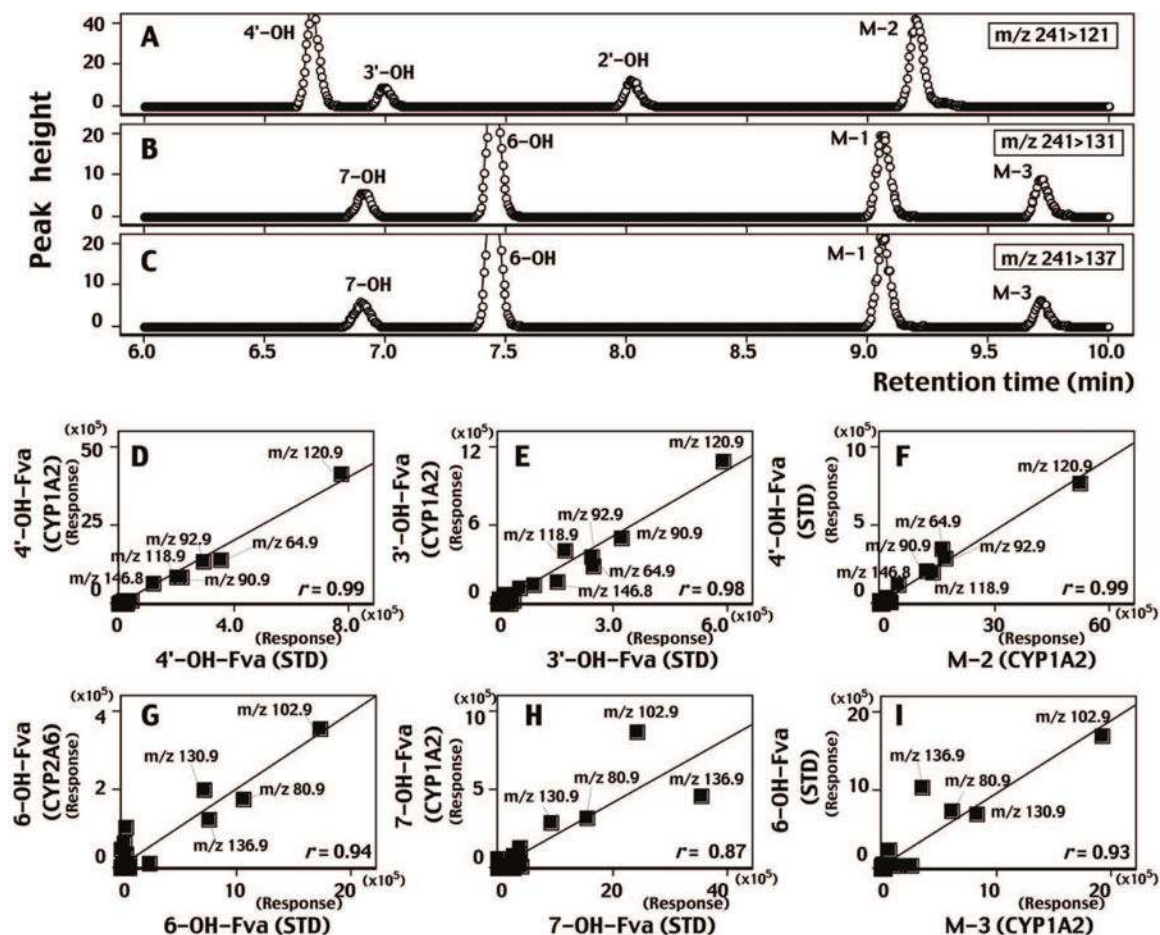 Peak height
40
20
0
A
4'-OH
3'-OH
2'-OH
M-2
m/z 241>121
20
10
0
B
7-OH
6-OH
M-1
M-3
m/z 241>131
20
10
0
C
7-OH
6-OH
M-1
M-3
m/z 241>137
6.0 6.5 7.0 7.5 8.0 8.5 9.0 9.5 10.0
Retention time (min)
4'-OH-Fva
(CYP1A2)
(Response)
(x10⁵)
50
25
0
D
m/z 120.9
m/z 92.9
m/z 118.9
m/z 64.9
m/z 146.8
m/z 90.9
r = 0.99
0 4.0 8.0 (x10⁵)
(Response)
4'-OH-Fva (STD)
3'-OH-Fva
(CYP1A2)
(Response)
(x10⁵)
12
6
0
E
m/z 120.9
m/z 92.9
m/z 118.9
m/z 90.9
m/z 64.9
m/z 146.8
r = 0.98
0 3.0 6.0 (x10⁵)
(Response)
3'-OH-Fva (STD)
4'-OH-Fva
(STD)
(Response)
(x10⁵)
10
5
0
F
m/z 120.9
m/z 64.9
m/z 90.9
m/z 92.9
m/z 146.8
m/z 118.9
r = 0.99
0 30 60 (x10⁵)
(Response)
M-2 (CYP1A2)
6-OH-Fva
(CYP2A6)
(Response)
(x10⁵)
4
2
0
G
m/z 102.9
m/z 130.9
m/z 80.9
m/z 136.9
r = 0.94
0 10 20 (x10⁵)
(Response)
6-OH-Fva (STD)
7-OH-Fva
(CYP1A2)
(Response)
(x10⁵)
10
5
0
H
m/z 102.9
m/z 80.9
m/z 136.9
m/z 130.9
r = 0.87
0 20 40 (x10⁵)
(Response)
7-OH-Fva (STD)
6-OH-Fva
(STD)
(Response)
(x10⁵)
20
10
0
I
m/z 102.9
m/z 136.9
m/z 80.9
m/z 130.9
r = 0.93
0 10 20 (x10⁵)
(Response)
M-3 (CYP1A2)